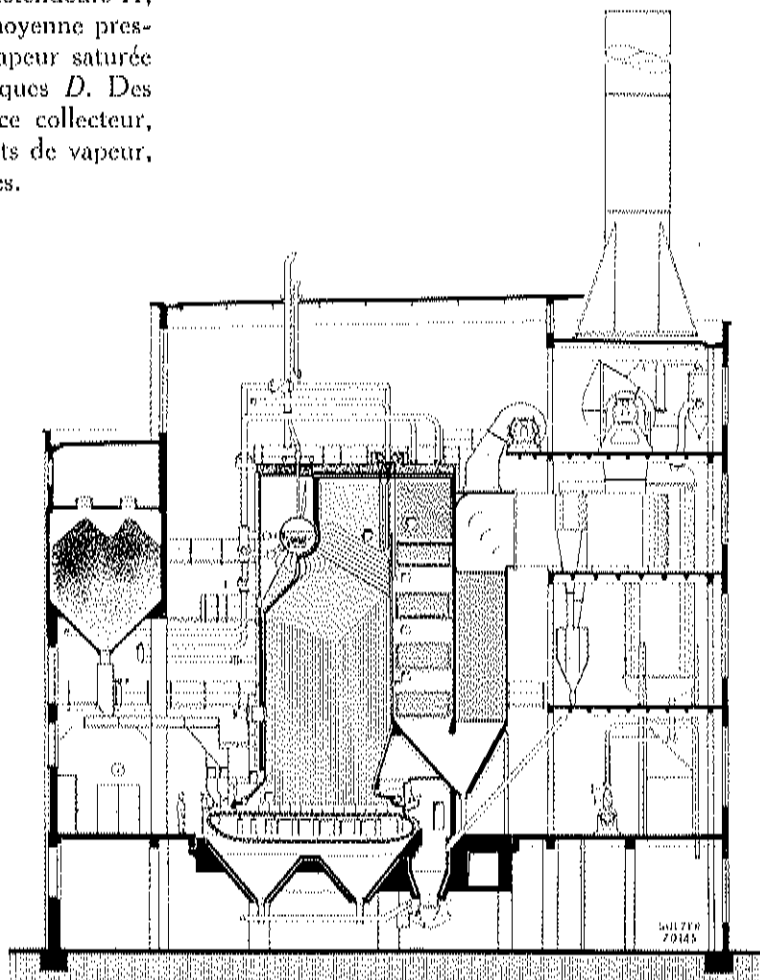 moyenne pres-
vapeur saturée
ques D. Des
ce collecteur,
ts de vapeur,
es.
SULZER
70145